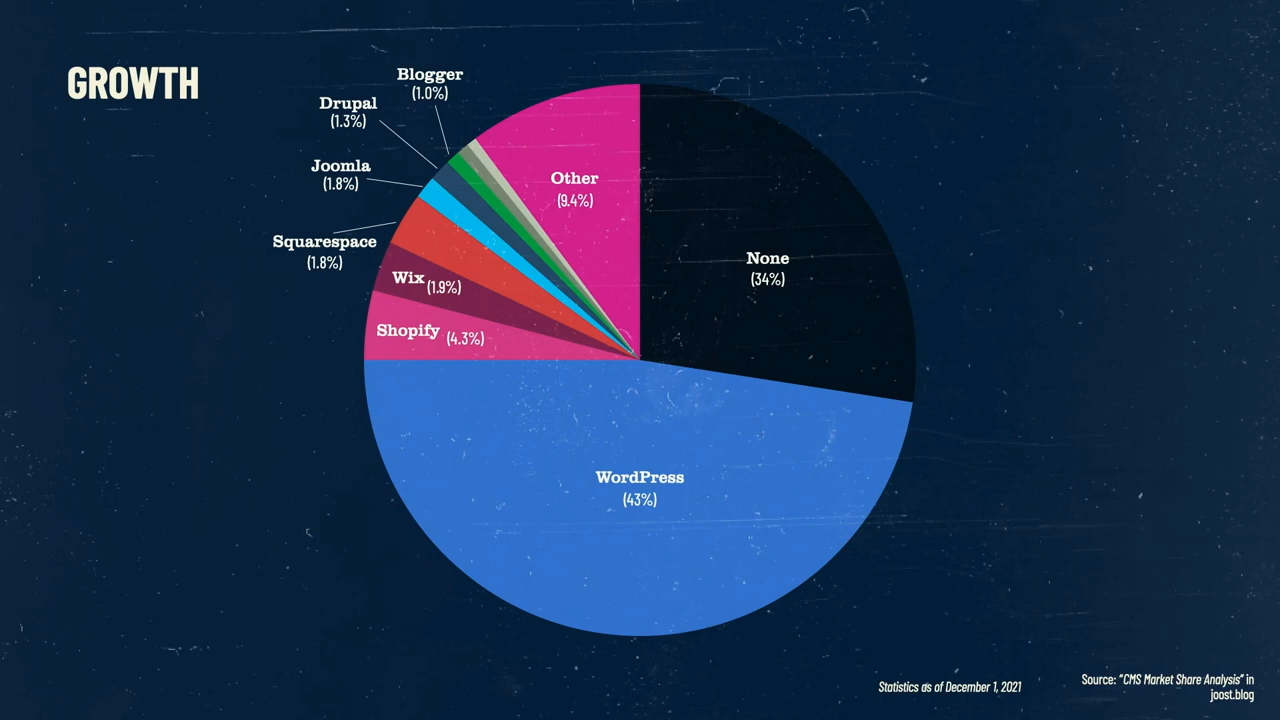 GROWTH
Blogger
(1.0%)
Drupal
(1.3%)
Joomla
(1.8%)
Squarespace
(1.8%)
Wix (1.9%)
Shopify (4.3%)
Other
(9.4%)
None
(34%)
WordPress
(43%)
Statistics as of December 1, 2021
Source: "CMS Market Share Analysis" in
joost.blog